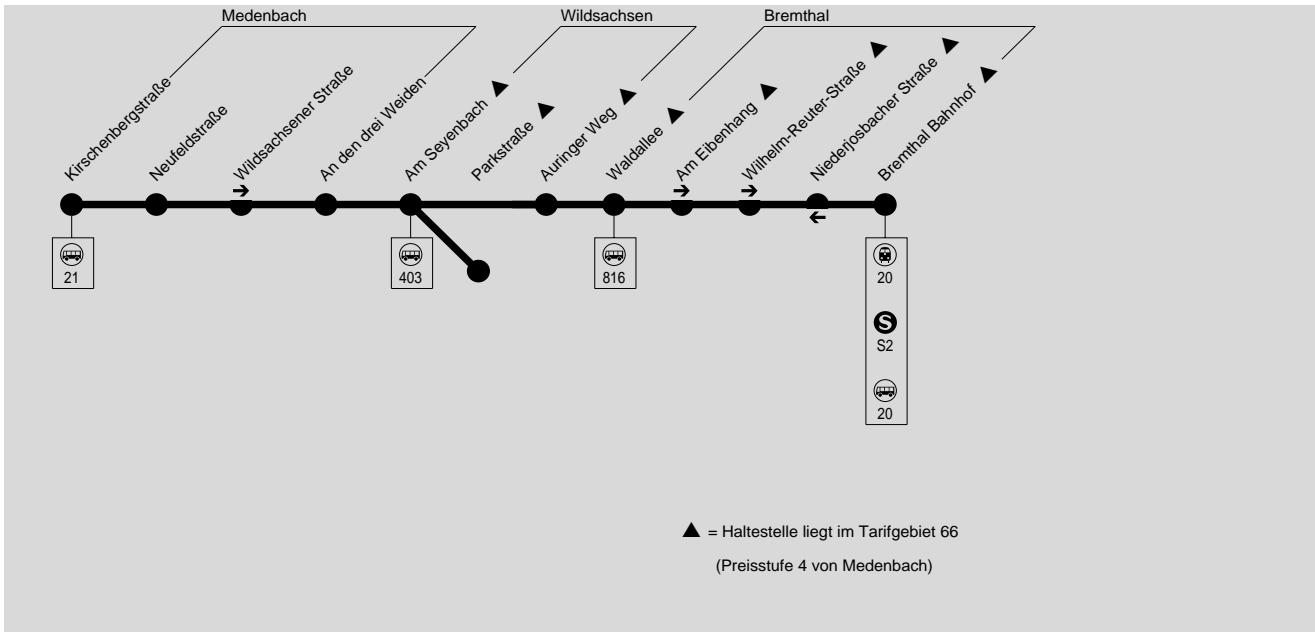 Medenbach
Wildsachsen
Bremthal
Kirschenbergstraße
Neufeldstraße
Wildsachsener Straße
An den drei Weiden
Am Seyenbach ▲
Parkstraße ▲
Auringer Weg ▲
Waldallee ▲
Am Eibenhang ▲
Wilhelm-Reuter-Straße ▲
Niederjosbacher Straße ▲
Bremthal Bahnhof ▲
21
403
816
20
S
S2
20
▲ = Haltestelle liegt im Tarifgebiet 66
(Preisstufe 4 von Medenbach)